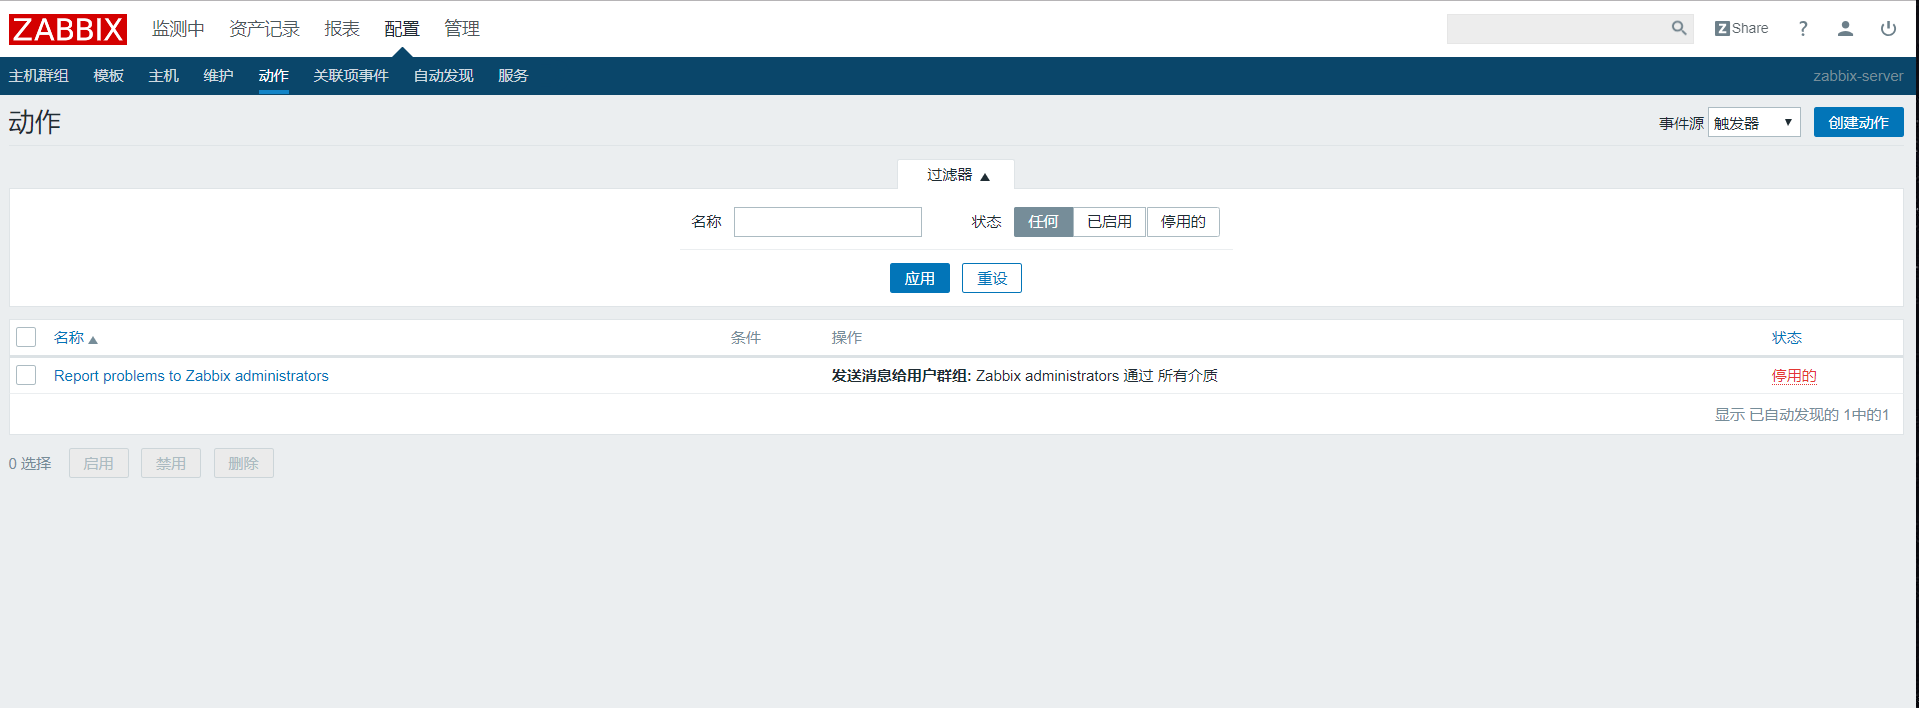 ZABBIX 监测中 资产记录 报表 配置 管理 Z Share ?
主机群组 模板 主机 维护 动作 关联项事件 自动发现 服务 zabbix-server
动作 事件源 触发器 ▼ 创建动作
过滤器 ▲
名称 状态 任何 已启用 停用的
应用 重设
名称 ▲ 条件 操作 状态
Report problems to Zabbix administrators 发送消息给用户群组: Zabbix administrators 通过 所有介质 停用的
显示 已自动发现的 1中的1
0 选择 启用 禁用 删除